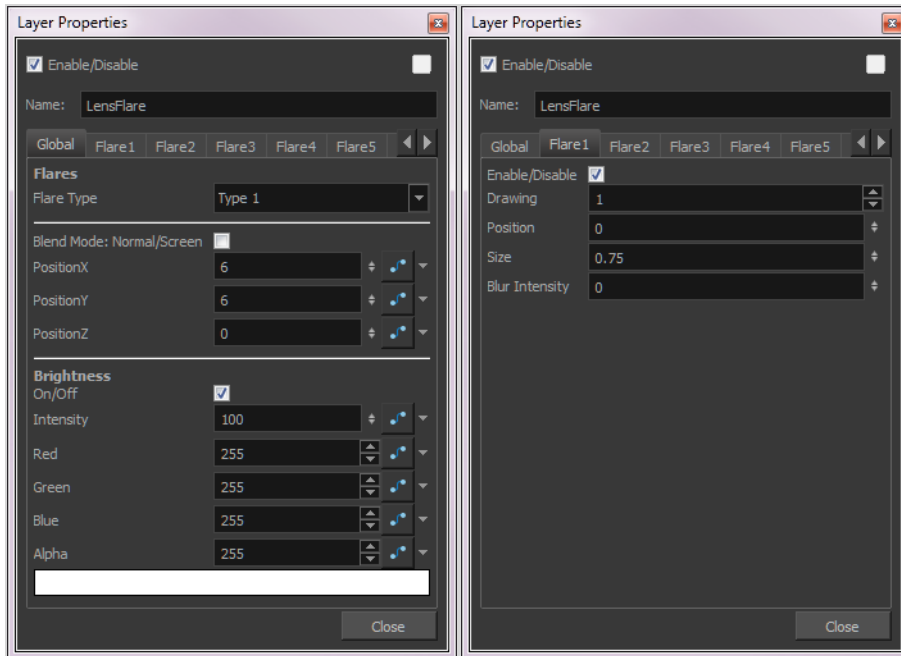 Layer Properties
Enable/Disable
Name: LensFlare
Global Flare1 Flare2 Flare3 Flare4 Flare5
Flares
Flare Type Type 1
Blend Mode: Normal/Screen
PositionX 6
PositionY 6
PositionZ 0
Brightness
On/Off
Intensity 100
Red 255
Green 255
Blue 255
Alpha 255
Close
Layer Properties
Enable/Disable
Name: LensFlare
Global Flare1 Flare2 Flare3 Flare4 Flare5
Enable/Disable
Drawing 1
Position 0
Size 0.75
Blur Intensity 0
Close